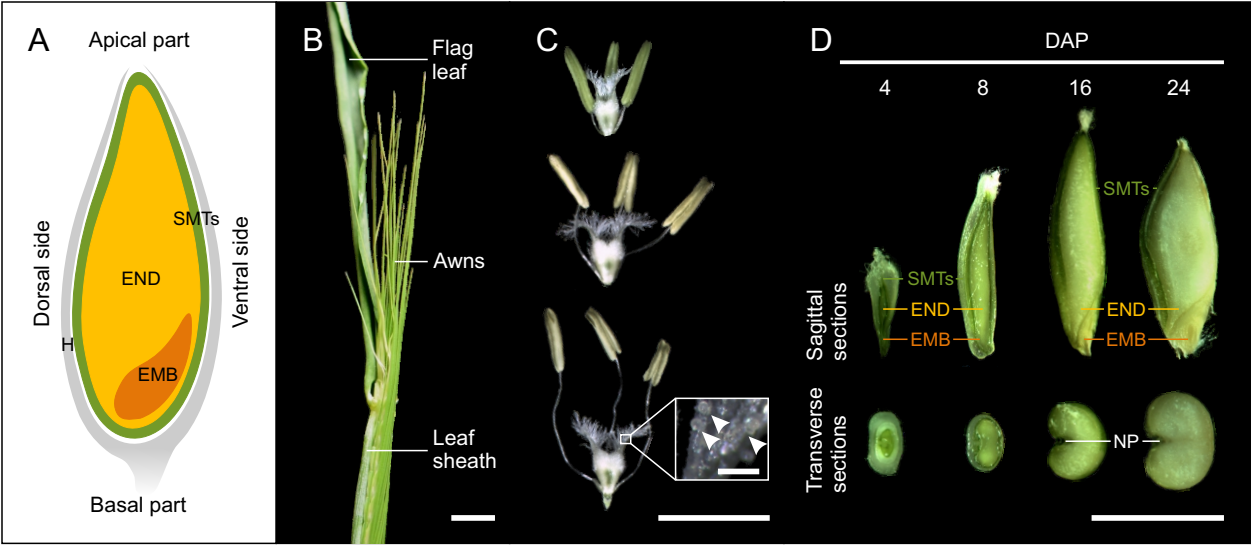 A
Apical part
Dorsal side
SMTs
Ventral side
END
H
EMB
Basal part
B
Flag
leaf
Awns
Leaf
sheath
C
D
DAP
4
8
16
24
SMTs
SMTs
END
END
EMB
EMB
Sagittal
sections
Transverse
sections
NP